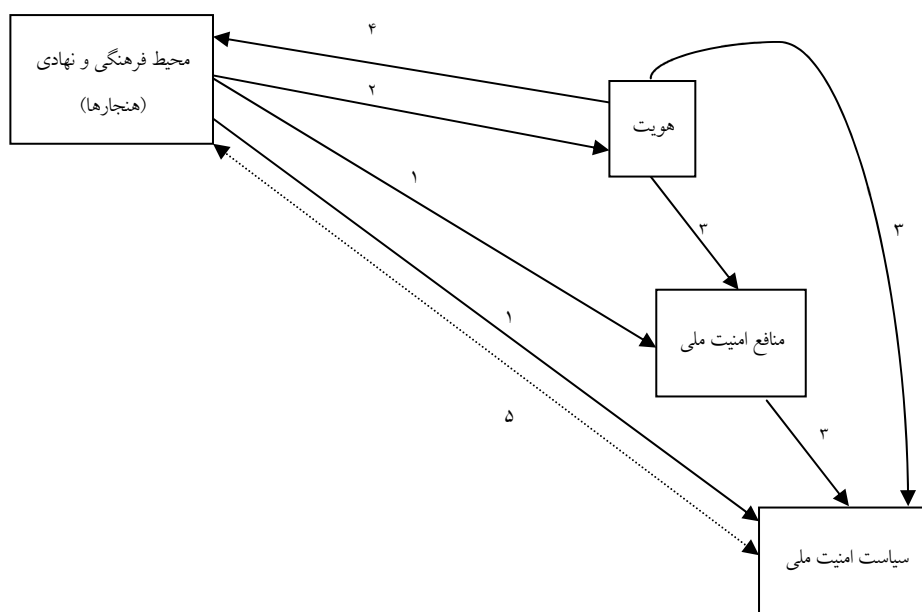 ۴
محیط فرهنگی و نهادی
(هنجارها)
۲
هویت
۱
۳
۳
۱
منافع امنیت ملی
۵
۳
سیاست امنیت ملی